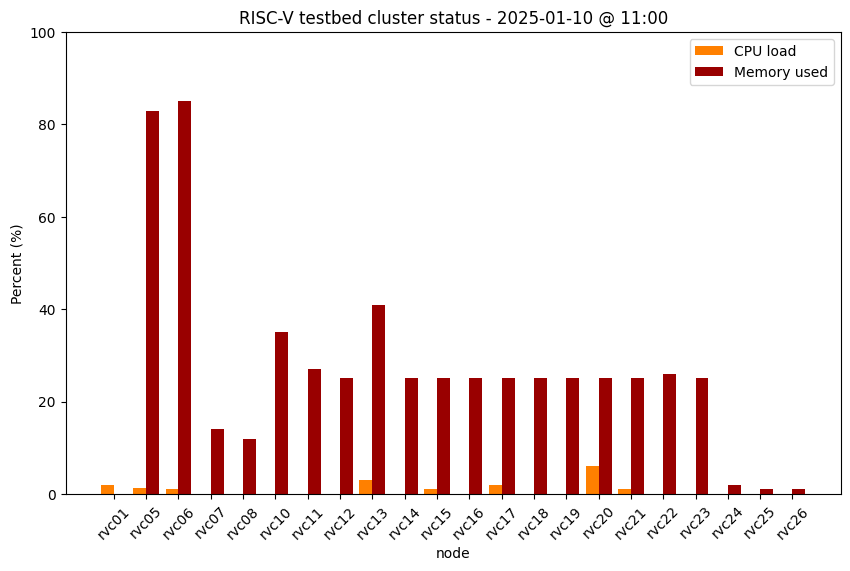 RISC-V testbed cluster status - 2025-01-10 @ 11:00
CPU load
Memory used
Percent (%)
100
80
60
40
20
0
rvc01
rvc05
rvc06
rvc07
rvc08
rvc10
rvc11
rvc12
rvc13
rvc14
rvc15
rvc16
rvc17
rvc18
rvc19
rvc20
rvc21
rvc22
rvc23
rvc24
rvc25
rvc26
node